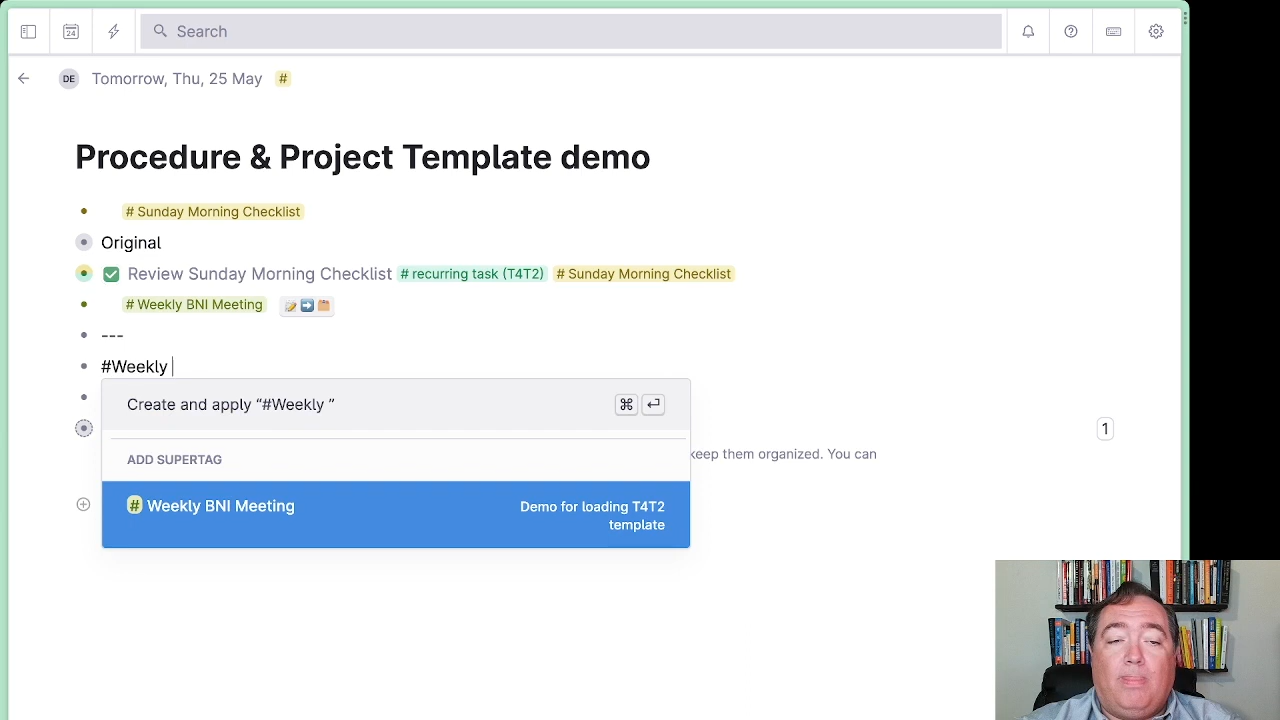 24
Search
DE Tomorrow, Thu, 25 May #
Procedure & Project Template demo
# Sunday Morning Checklist
Original
Review Sunday Morning Checklist # recurring task (T4T2) # Sunday Morning Checklist
# Weekly BNI Meeting
---
#Weekly
Create and apply “#Weekly ” ⌘ ↵
1
ADD SUPERTAG
keep them organized. You can
# Weekly BNI Meeting Demo for loading T4T2
template